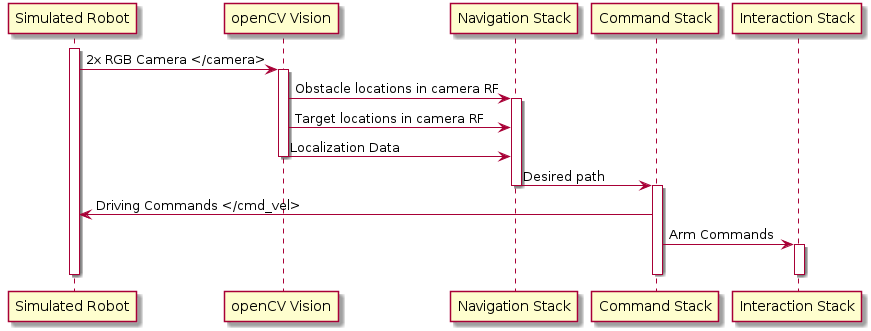 Simulated Robot
openCV Vision
Navigation Stack
Command Stack
Interaction Stack
2x RGB Camera </camera>
Obstacle locations in camera RF
Target locations in camera RF
Localization Data
Desired path
Driving Commands </cmd_vel>
Arm Commands
Simulated Robot
openCV Vision
Navigation Stack
Command Stack
Interaction Stack